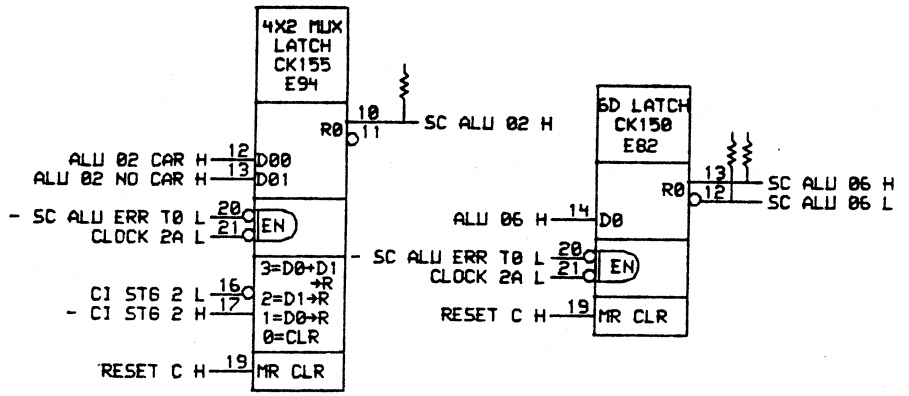 4X2 MUX
LATCH
CK155
E94
R0
10
11
SC ALU 02 H
ALU 02 CAR H
12
D00
ALU 02 NO CAR H
13
D01
- SC ALU ERR T0 L
20
CLOCK 2A L
21
EN
CI ST6 2 L
16
- CI ST6 2 H
17
3=D0+D1
→R
2=D1→R
1=D0→R
0=CLR
RESET C H
19
MR CLR
6D LATCH
CK150
E82
R0
13
SC ALU 06 H
12
SC ALU 06 L
ALU 06 H
14
D0
- SC ALU ERR T0 L
20
CLOCK 2A L
21
EN
RESET C H
19
MR CLR